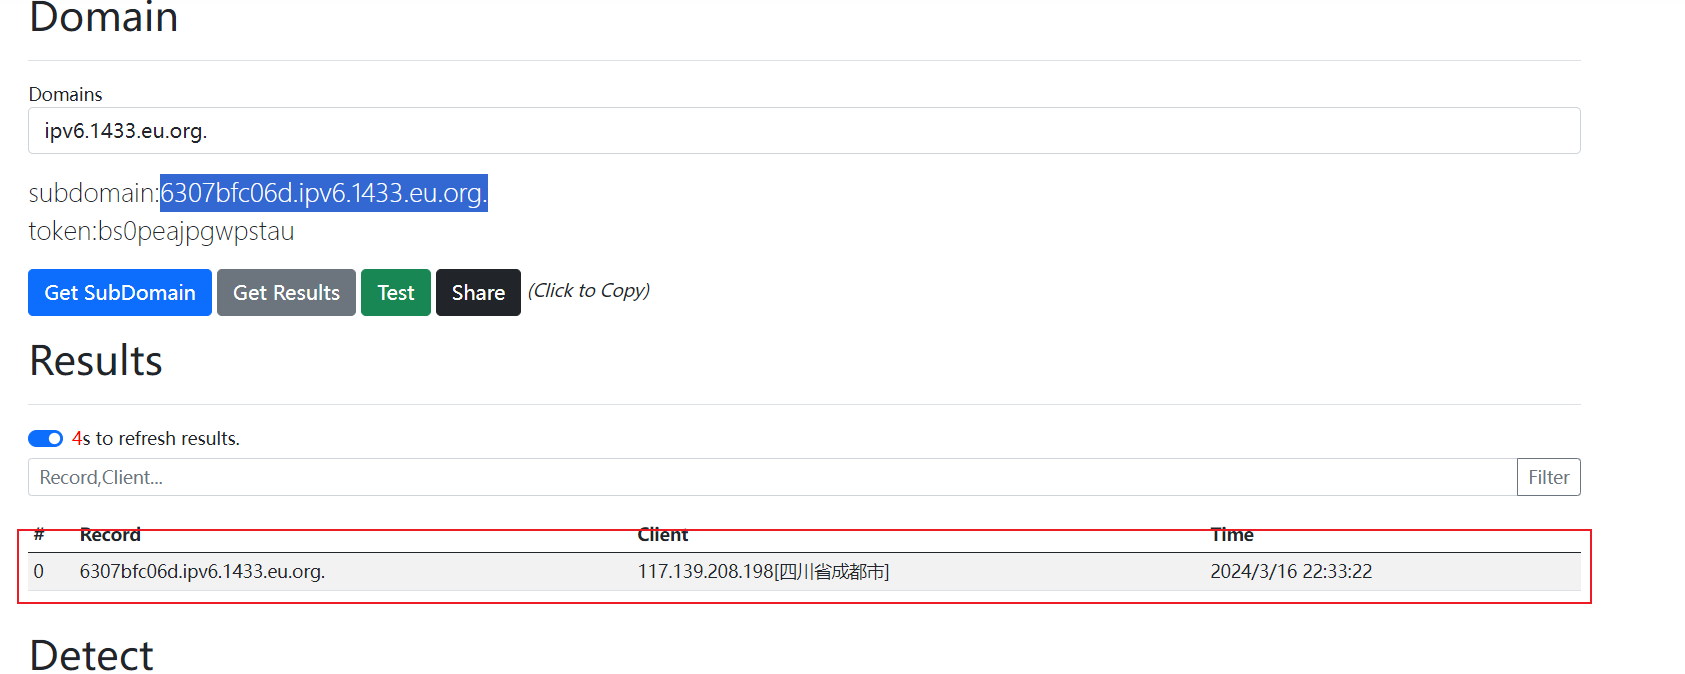 Domain
Domains
ipv6.1433.eu.org.
subdomain:6307bfc06d.ipv6.1433.eu.org.
token:bs0peajpgwpstau
Get SubDomain Get Results Test Share (Click to Copy)
Results
4s to refresh results.
Record,Client... Filter
# Record Client Time
0 6307bfc06d.ipv6.1433.eu.org. 117.139.208.198[四川省成都市] 2024/3/16 22:33:22
Detect